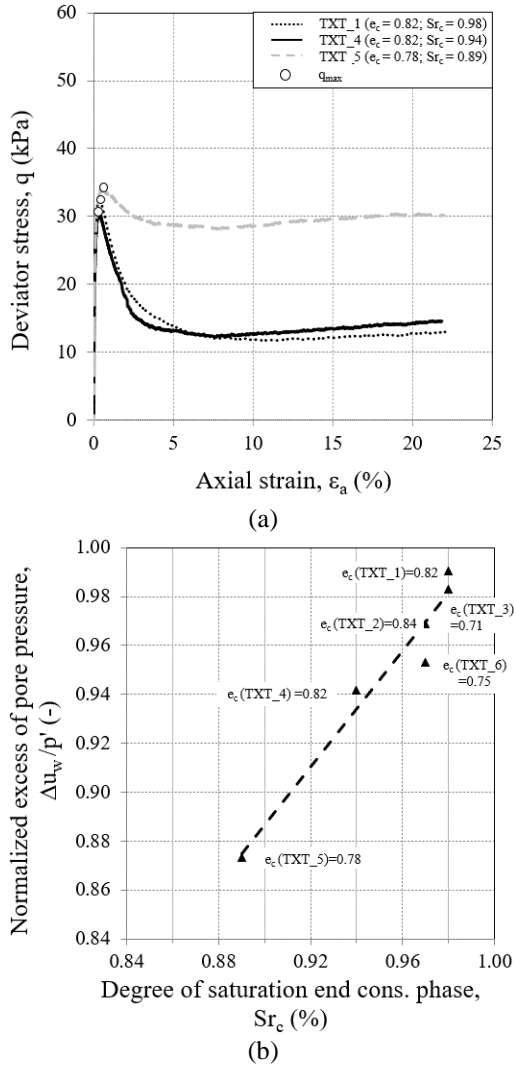 60
50
40
30
20
10
0
Deviator stress, q (kPa)
TXT_1 (ec = 0.82; Src = 0.98)
TXT_4 (ec = 0.82; Src = 0.94)
TXT_5 (ec = 0.78; Src = 0.89)
qmax
0 5 10 15 20 25
Axial strain, εa (%)
(a)
1.00
0.98
0.96
0.94
0.92
0.90
0.88
0.86
0.84
Normalized excess of pore pressure,
Δuw/p' (-)
ec(TXT_1)=0.82
ec(TXT_2)=0.84
ec(TXT_3)
=0.71
ec(TXT_6)
=0.75
ec(TXT_4)=0.82
ec(TXT_5)=0.78
0.84 0.88 0.92 0.96 1.00
Degree of saturation end cons. phase,
Src (%)
(b)